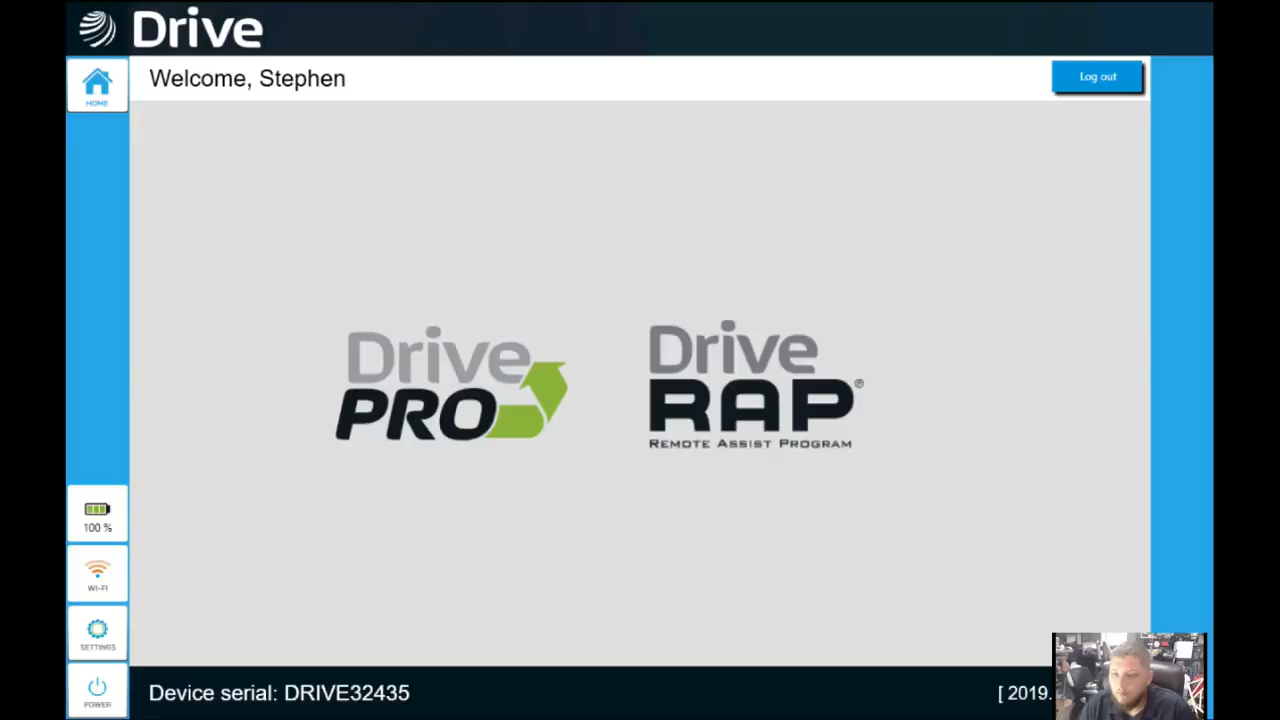 Drive
Welcome, Stephen
Log out
HOME
Drive
PRO
Drive
RAP®
REMOTE ASSIST PROGRAM
100 %
WI-FI
SETTINGS
POWER
Device serial: DRIVE32435
[ 2019.